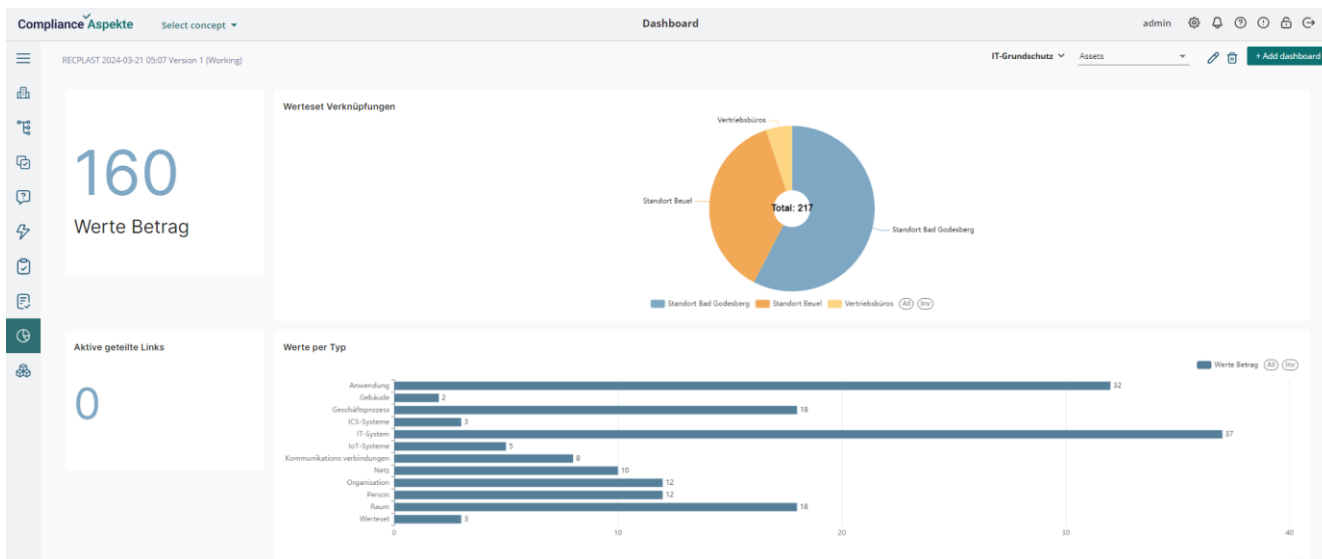 Compliance Aspekte
Select concept
Dashboard
admin
RECPLAST 2024-03-21 05:07 Version 1 (Working)
IT-Grundschutz
Assets
+ Add dashboard
160
Werte Betrag
Werteset Verknüpfungen
Vertriebsbüros
Standort Beuel
Total: 217
Standort Bad Godesberg
Standort Bad Godesberg Standort Beuel Vertriebsbüros All Inv
Aktive geteilte Links
0
Werte per Typ
Werte Betrag All Inv
Anwendung 32
Gebäude 2
Geschäftsprozess 18
ICS-Systeme 3
IT-System 37
IoT-Systeme 5
Kommunikations verbindungen 8
Netz 10
Organisation 12
Person 12
Raum 18
Werteset 3
0 10 20 30 40